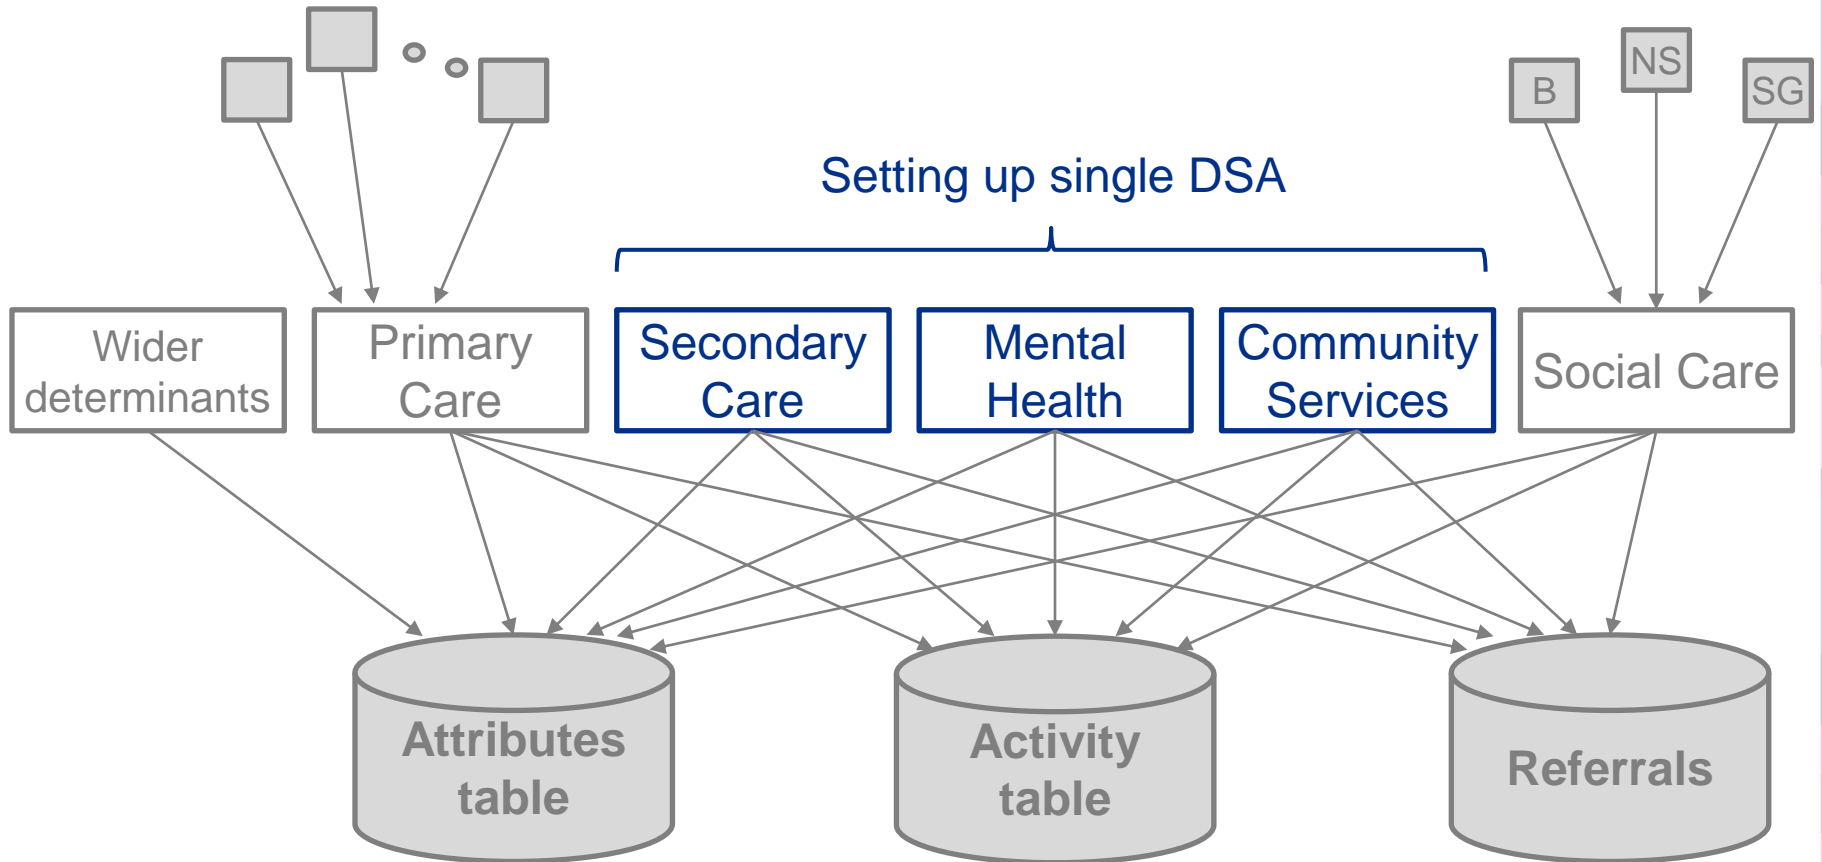 B
NS
SG
Setting up single DSA
Wider
determinants
Primary
Care
Secondary
Care
Mental
Health
Community
Services
Social Care
Attributes
table
Activity
table
Referrals